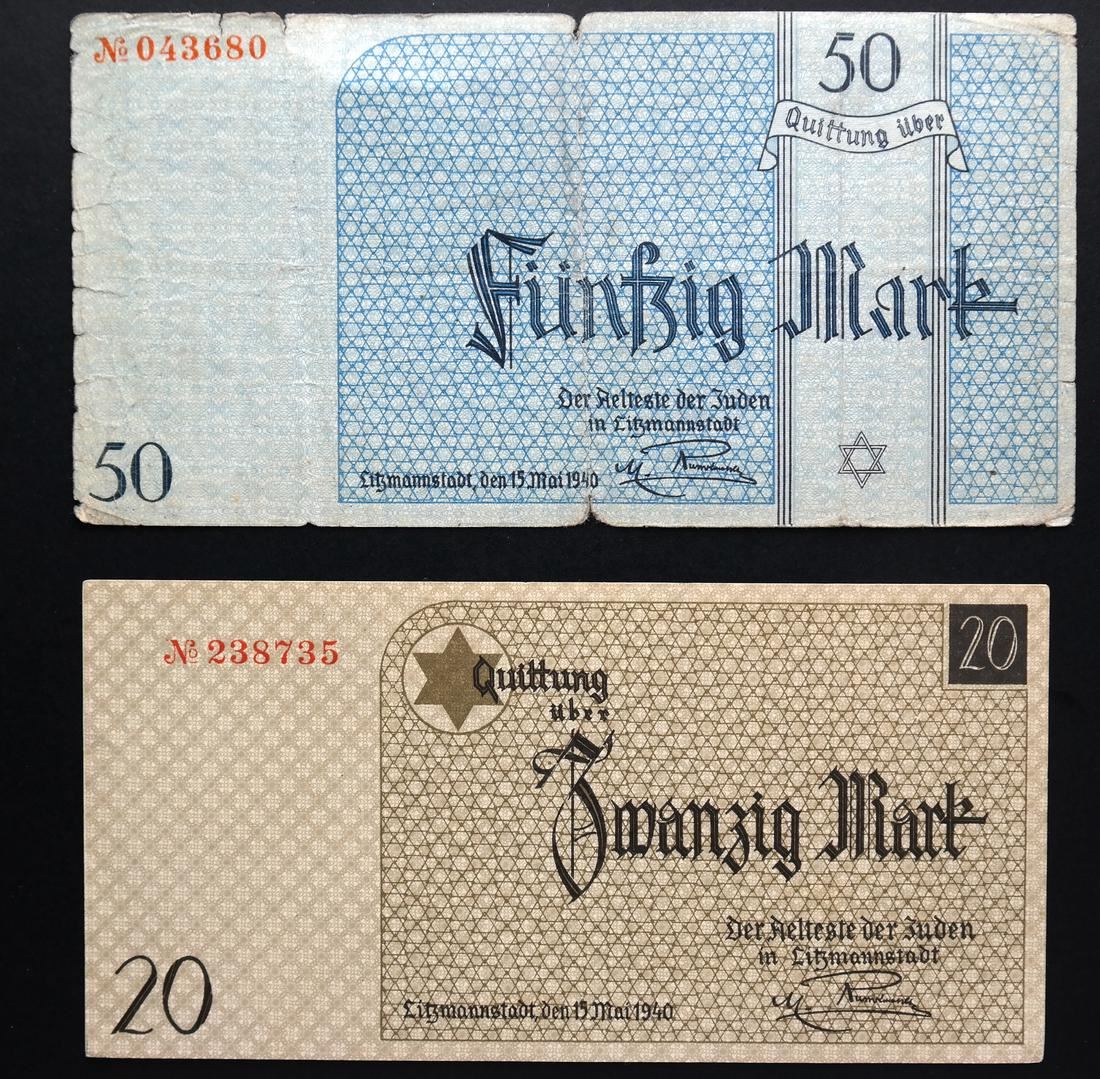 № 043680
50
Quittung über
Fünfzig Mark
Der Aelteste der Juden
in Litzmannstadt
Litzmannstadt, den 15. Mai 1940
50
№ 238735
20
Quittung
über
Zwanzig Mark
Der Aelteste der Juden
in Litzmannstadt
Litzmannstadt, den 15 Mai 1940
20